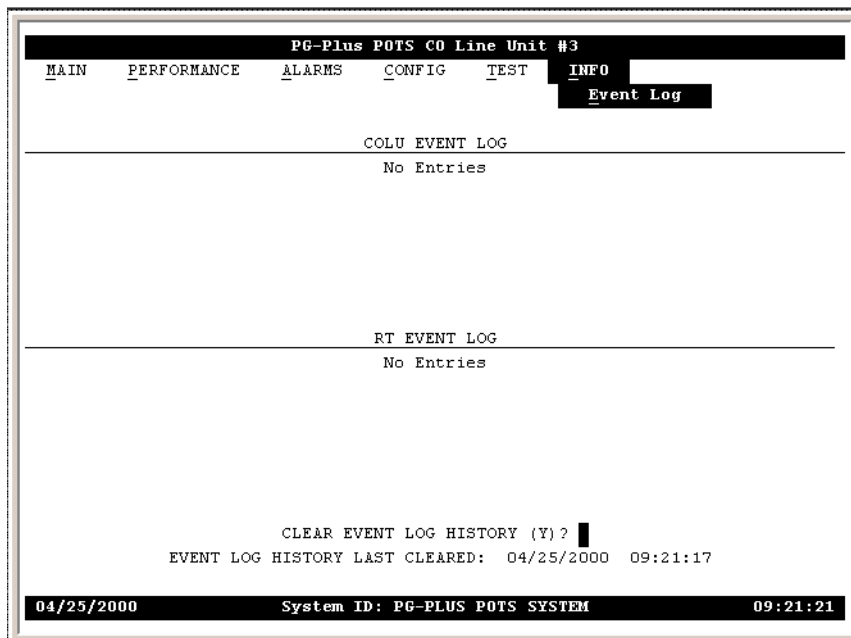 PG-Plus POTS CO Line Unit #3
MAIN PERFORMANCE ALARMS CONFIG TEST INFO
Event Log
COLU EVENT LOG
No Entries
RT EVENT LOG
No Entries
CLEAR EVENT LOG HISTORY (Y)?
EVENT LOG HISTORY LAST CLEARED: 04/25/2000 09:21:17
04/25/2000 System ID: PG-PLUS POTS SYSTEM 09:21:21